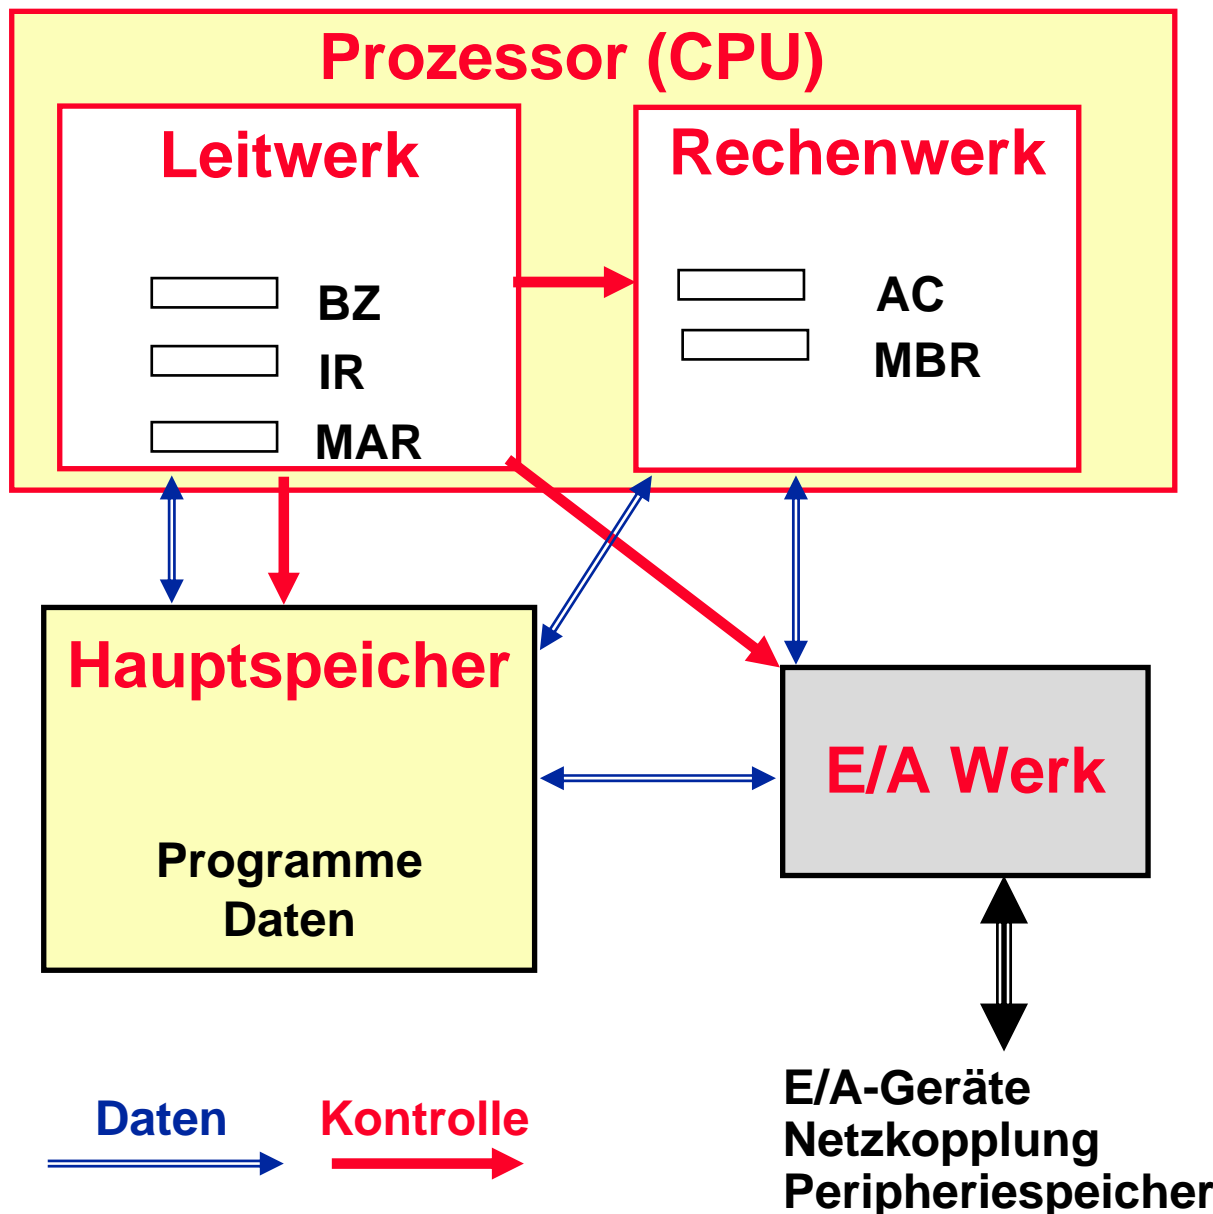 Prozessor (CPU)
Leitwerk
Rechenwerk
BZ
IR
MAR
AC
MBR
Hauptspeicher
Programme
Daten
E/A Werk
E/A-Geräte
Netzkopplung
Peripheriespeicher
Daten
Kontrolle